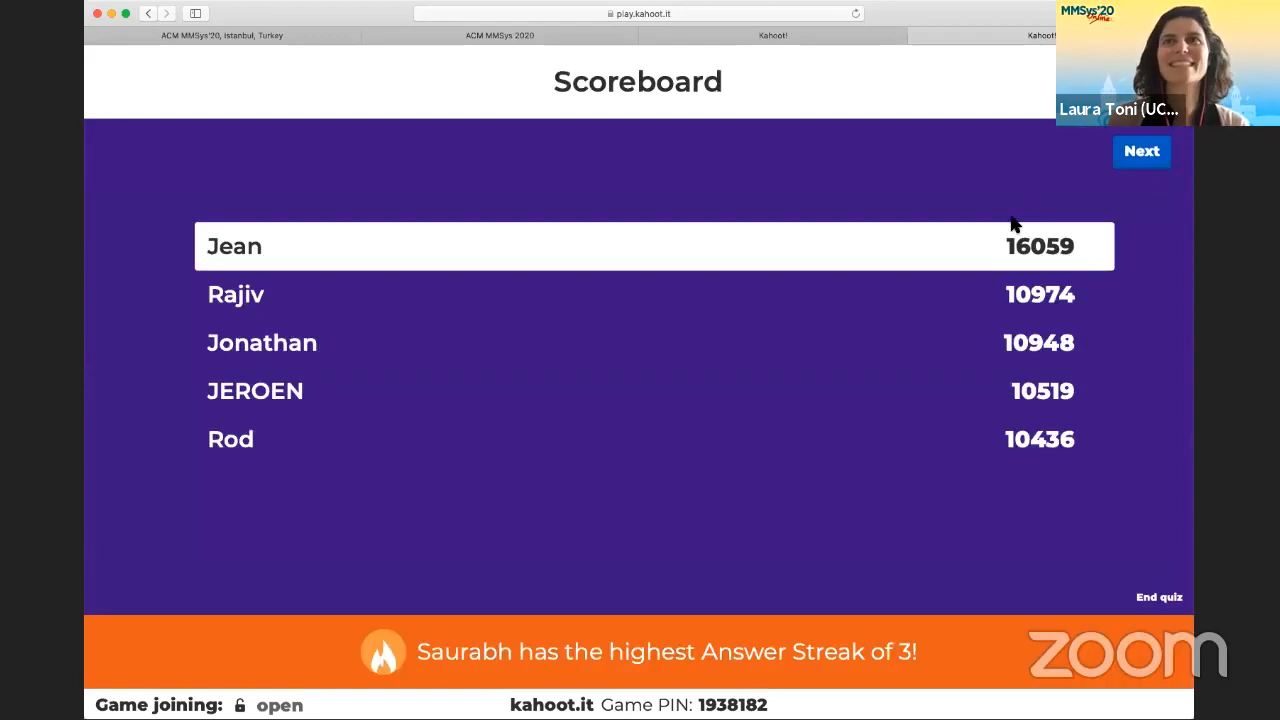 play.kahoot.it
ACM MMSys'20, Istanbul, Turkey
ACM MMSys 2020
Kahoot!
Kahoot!
MMSys'20
Online
Laura Toni (UC...
Scoreboard
Next
Jean 16059
Rajiv 10974
Jonathan 10948
JEROEN 10519
Rod 10436
End quiz
Saurabh has the highest Answer Streak of 3!
zoom
Game joining: open
kahoot.it Game PIN: 1938182